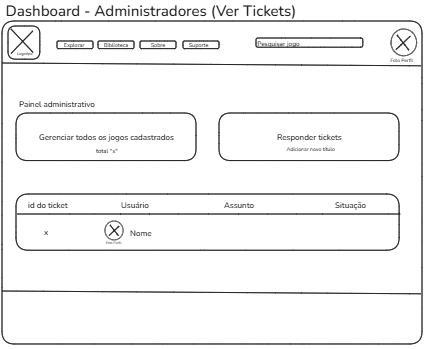 Dashboard - Administradores (Ver Tickets)
Logotipo
Explorar
Biblioteca
Sobre
Suporte
Pesquisar jogo
Foto Perfil
Painel administrativo
Gerenciar todos os jogos cadastrados
total "x"
Responder tickets
Adicionar novo título
id do ticket
Usuário
Assunto
Situação
x
Foto Perfil
Nome